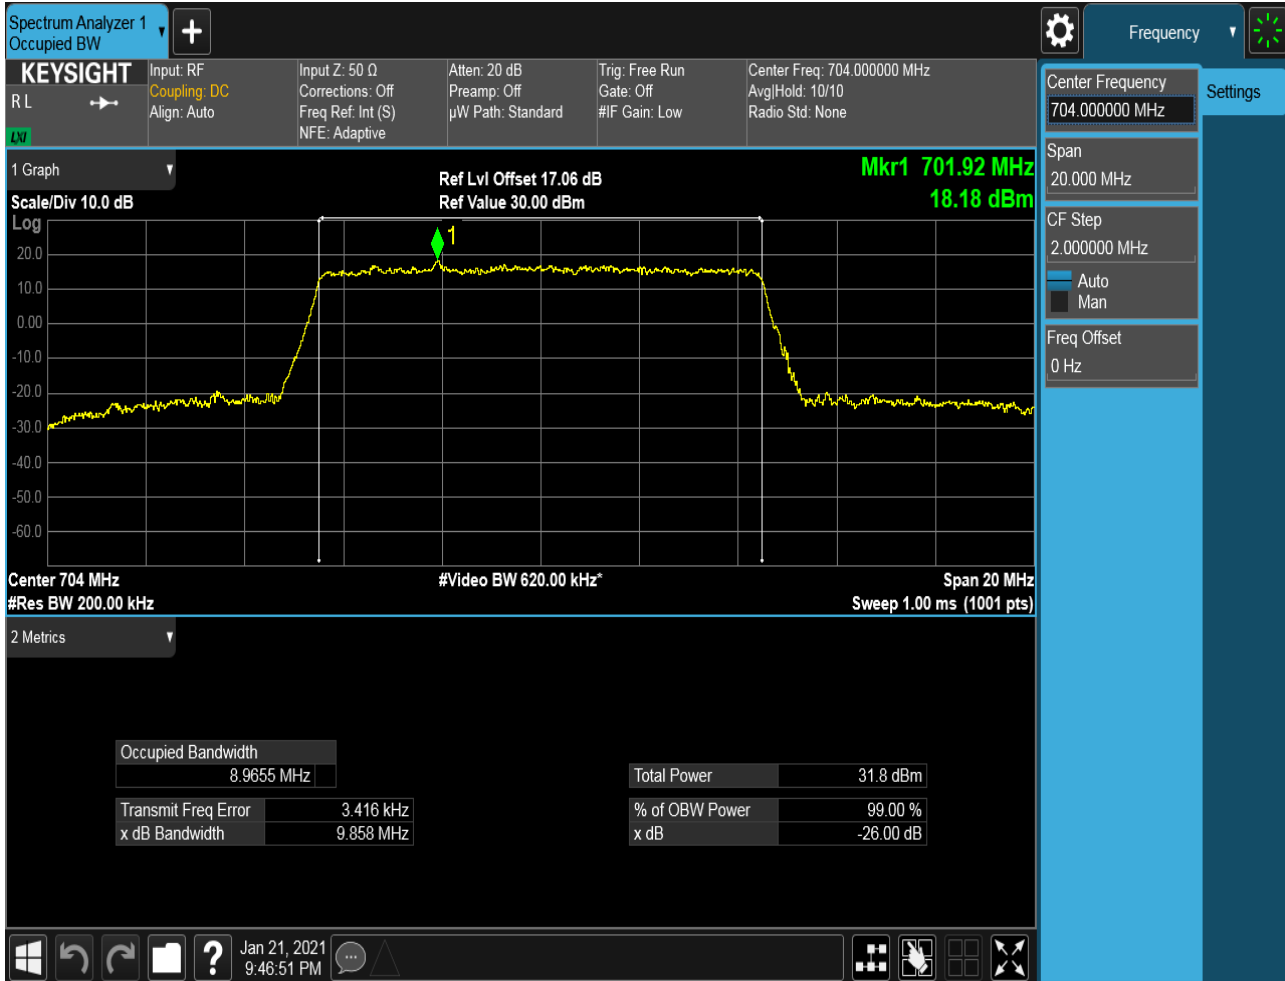 Spectrum Analyzer 1
Occupied BW
Frequency
KEYSIGHT
R L
LXI
Input: RF
Coupling: DC
Align: Auto
Input Z: 50 Ω
Corrections: Off
Freq Ref: Int (S)
NFE: Adaptive
Atten: 20 dB
Preamp: Off
µW Path: Standard
Trig: Free Run
Gate: Off
#IF Gain: Low
Center Freq: 704.000000 MHz
Avg|Hold: 10/10
Radio Std: None
Center Frequency
704.000000 MHz
Settings
Span
20.000 MHz
CF Step
2.000000 MHz
Auto
Man
Freq Offset
0 Hz
1 Graph
Scale/Div 10.0 dB
Log
Ref Lvl Offset 17.06 dB
Ref Value 30.00 dBm
Mkr1 701.92 MHz
18.18 dBm
1
20.0
10.0
0.00
-10.0
-20.0
-30.0
-40.0
-50.0
-60.0
Center 704 MHz
#Video BW 620.00 kHz*
Span 20 MHz
#Res BW 200.00 kHz
Sweep 1.00 ms (1001 pts)
2 Metrics
Occupied Bandwidth
8.9655 MHz
Total Power 31.8 dBm
Transmit Freq Error 3.416 kHz
% of OBW Power 99.00 %
x dB Bandwidth 9.858 MHz
x dB -26.00 dB
?
Jan 21, 2021
9:46:51 PM